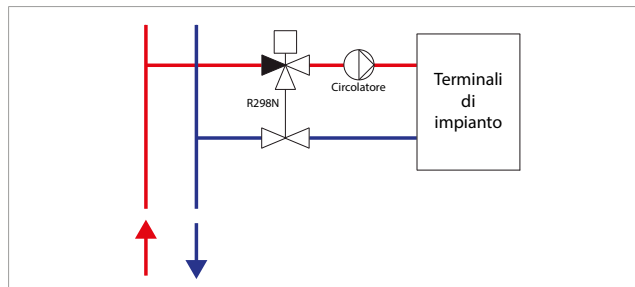 R298N
Circolatore
Terminali
di
impianto